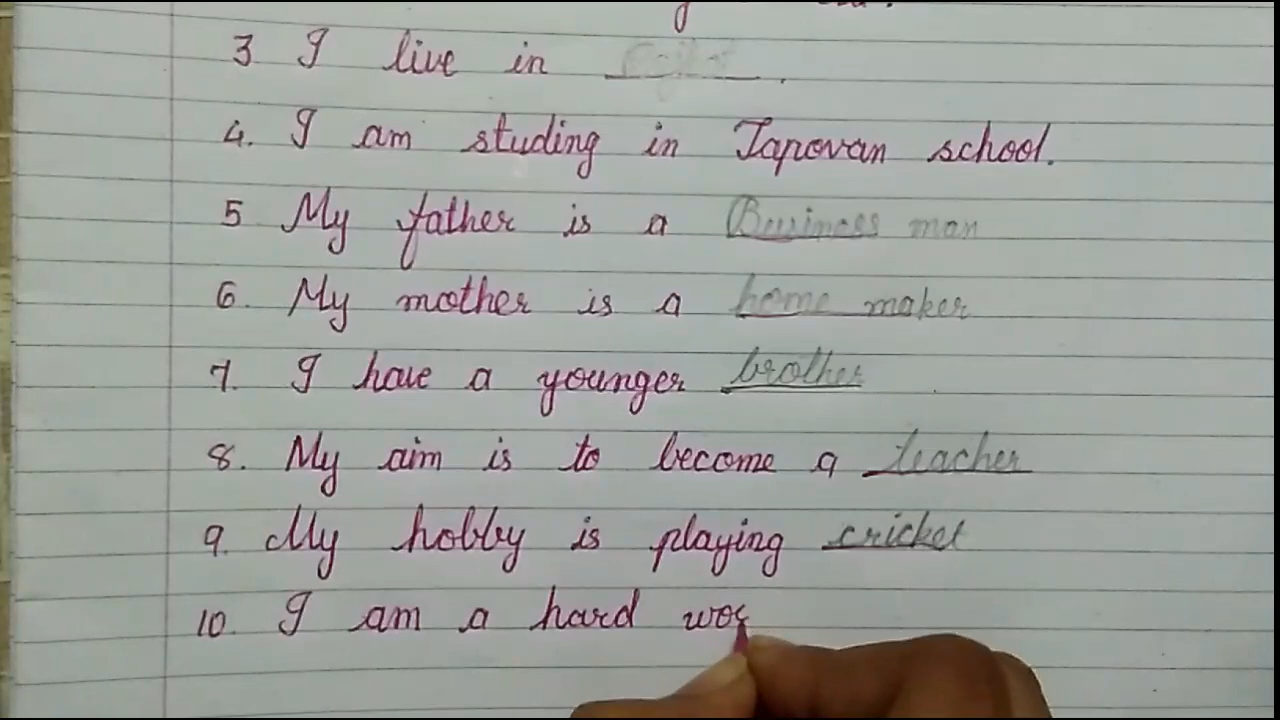 3 I live in
4. I am studing in Tapovan school.
5 My father is a Business man
6. My mother is a home maker
7. I have a younger brother
8. My aim is to become a teacher
9. My hobby is playing cricket
10. I am a hard wor